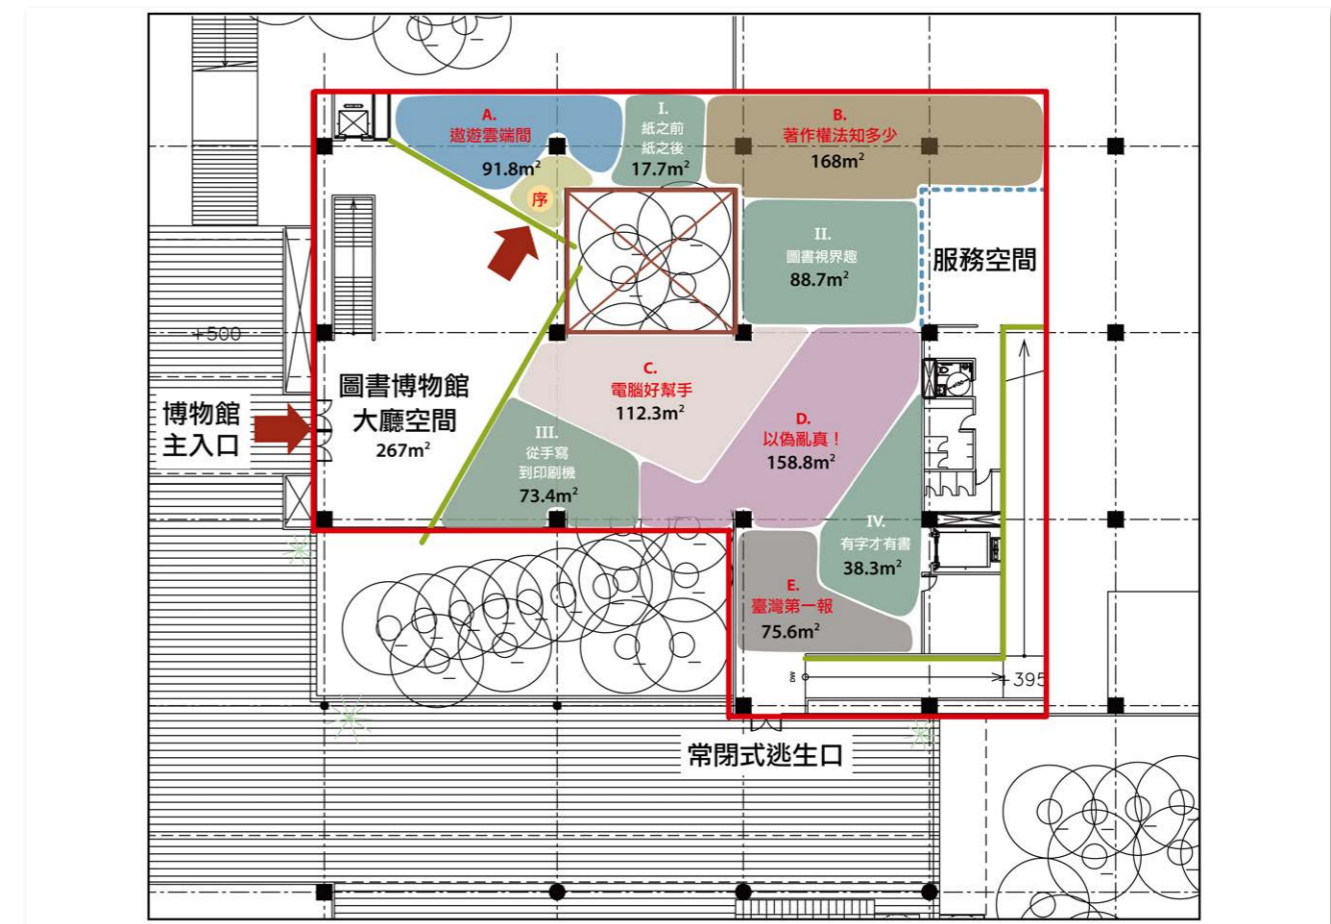 A.
遨遊雲端間
91.8m²
I.
紙之前
紙之後
17.7m²
B.
著作權法知多少
168m²
序
II.
圖書視界趣
88.7m²
服務空間
+500
圖書博物館
大廳空間
267m²
博物館
主入口
C.
電腦好幫手
112.3m²
D.
以偽亂真！
158.8m²
III.
從手寫
到印刷機
73.4m²
IV.
有字才有書
38.3m²
E.
臺灣第一報
75.6m²
+395
常閉式逃生口